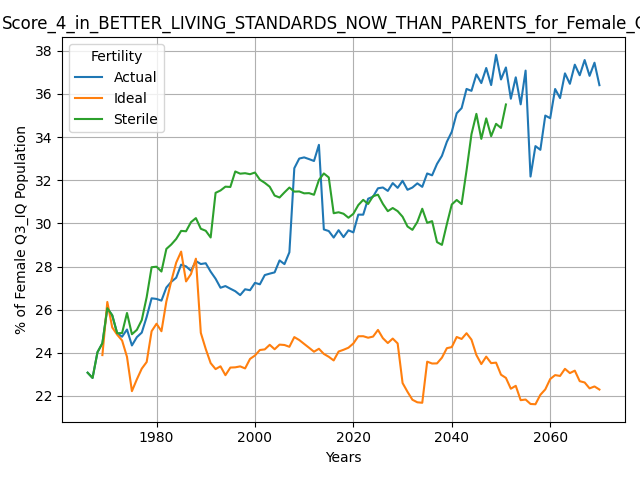 Score_4_in_BETTER_LIVING_STANDARDS_NOW_THAN_PARENTS_for_Female_
Fertility
Actual
Ideal
Sterile
% of Female Q3_IQ Population
38
36
34
32
30
28
26
24
22
1980
2000
2020
2040
2060
Years